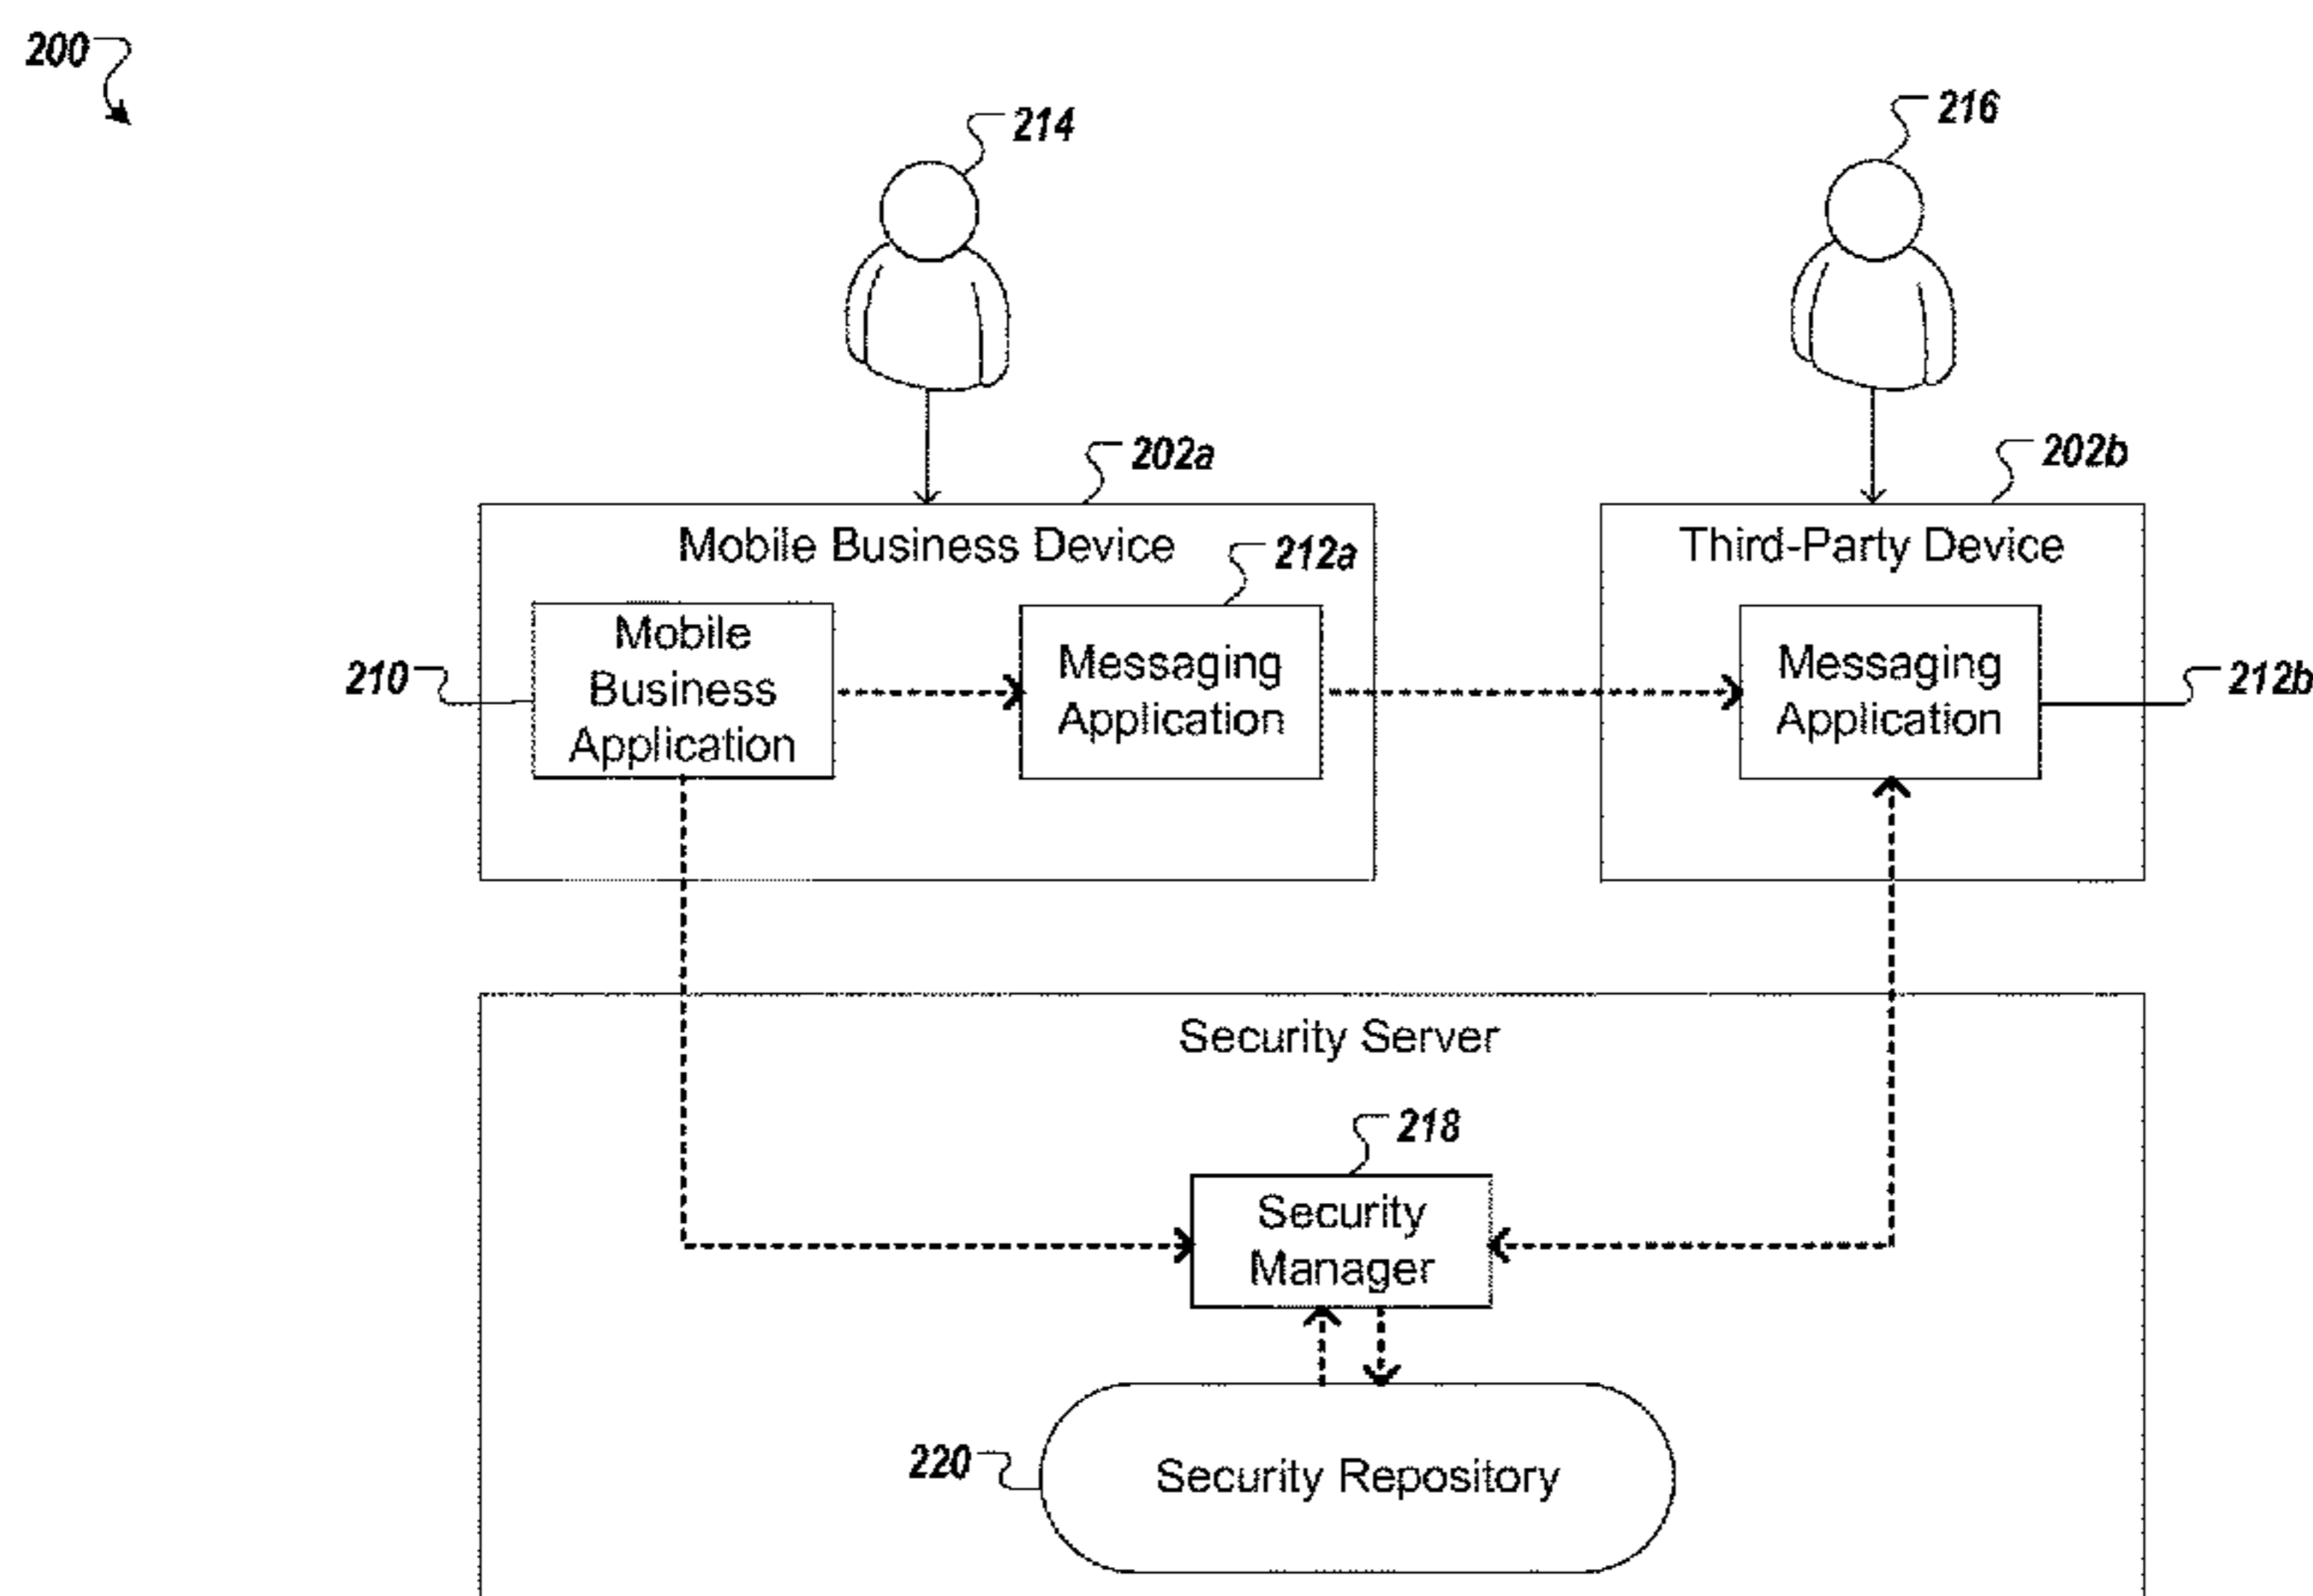 200
214
216
202a
202b
Mobile Business Device
Third-Party Device
212a
Mobile
Business
Application
Messaging
Application
Messaging
Application
210
212b
Security Server
218
Security
Manager
220
Security Repository